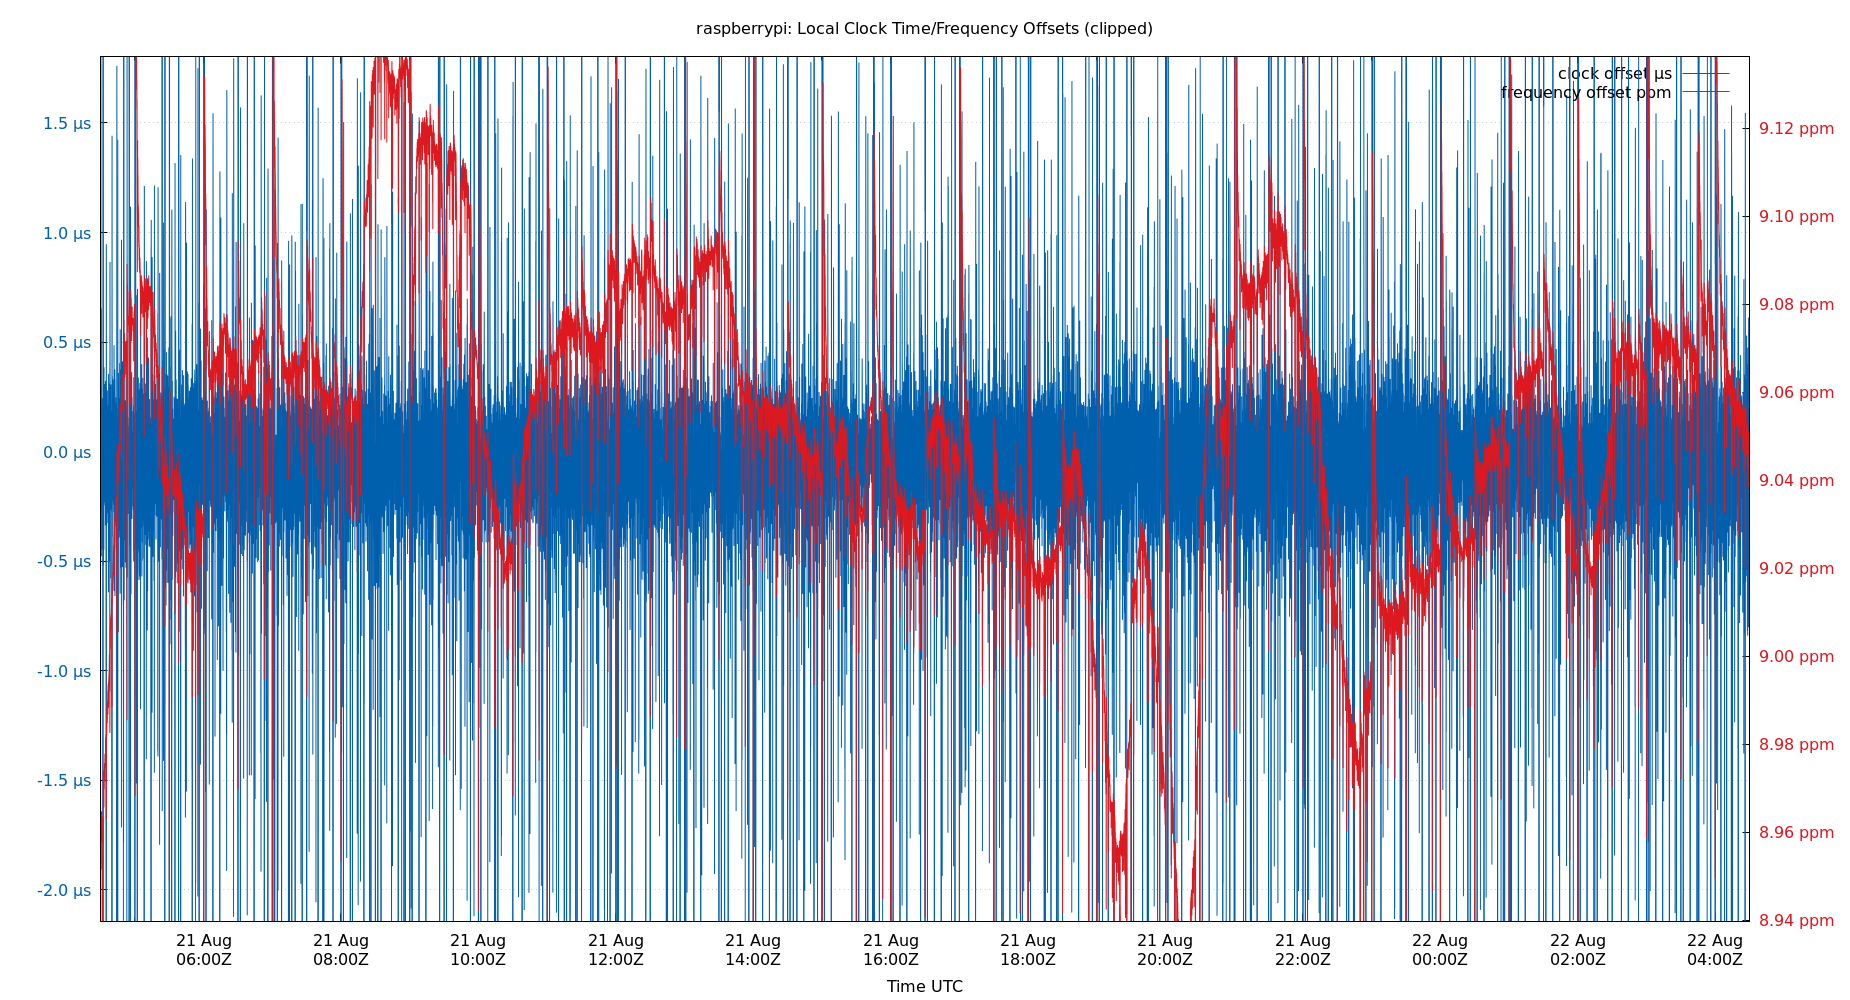 raspberrypi: Local Clock Time/Frequency Offsets (clipped)
clock offset µs
frequency offset ppm
1.5 µs
1.0 µs
0.5 µs
0.0 µs
-0.5 µs
-1.0 µs
-1.5 µs
-2.0 µs
9.12 ppm
9.10 ppm
9.08 ppm
9.06 ppm
9.04 ppm
9.02 ppm
9.00 ppm
8.98 ppm
8.96 ppm
8.94 ppm
21 Aug
06:00Z
21 Aug
08:00Z
21 Aug
10:00Z
21 Aug
12:00Z
21 Aug
14:00Z
21 Aug
16:00Z
21 Aug
18:00Z
21 Aug
20:00Z
21 Aug
22:00Z
22 Aug
00:00Z
22 Aug
02:00Z
22 Aug
04:00Z
Time UTC